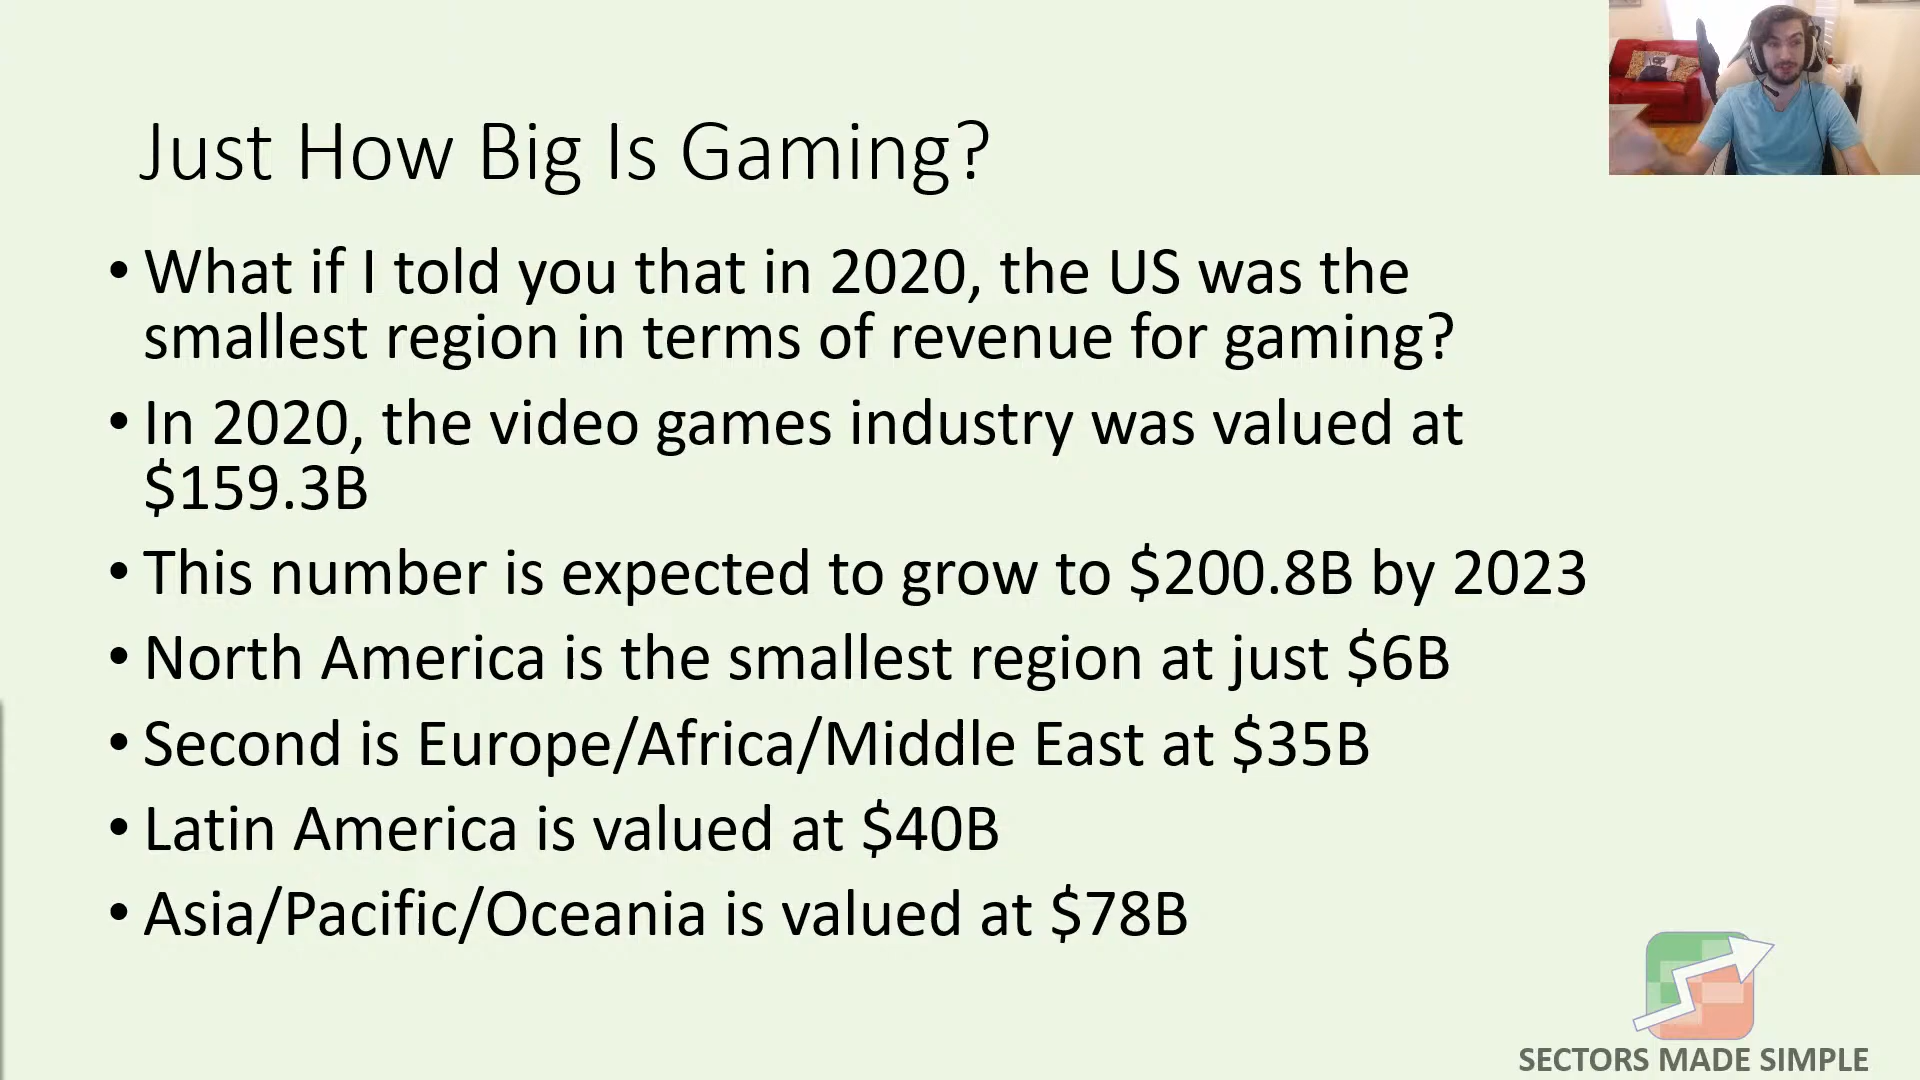 Just How Big Is Gaming?
• What if I told you that in 2020, the US was the
smallest region in terms of revenue for gaming?
• In 2020, the video games industry was valued at
$159.3B
• This number is expected to grow to $200.8B by 2023
• North America is the smallest region at just $6B
• Second is Europe/Africa/Middle East at $35B
• Latin America is valued at $40B
• Asia/Pacific/Oceania is valued at $78B
SECTORS MADE SIMPLE